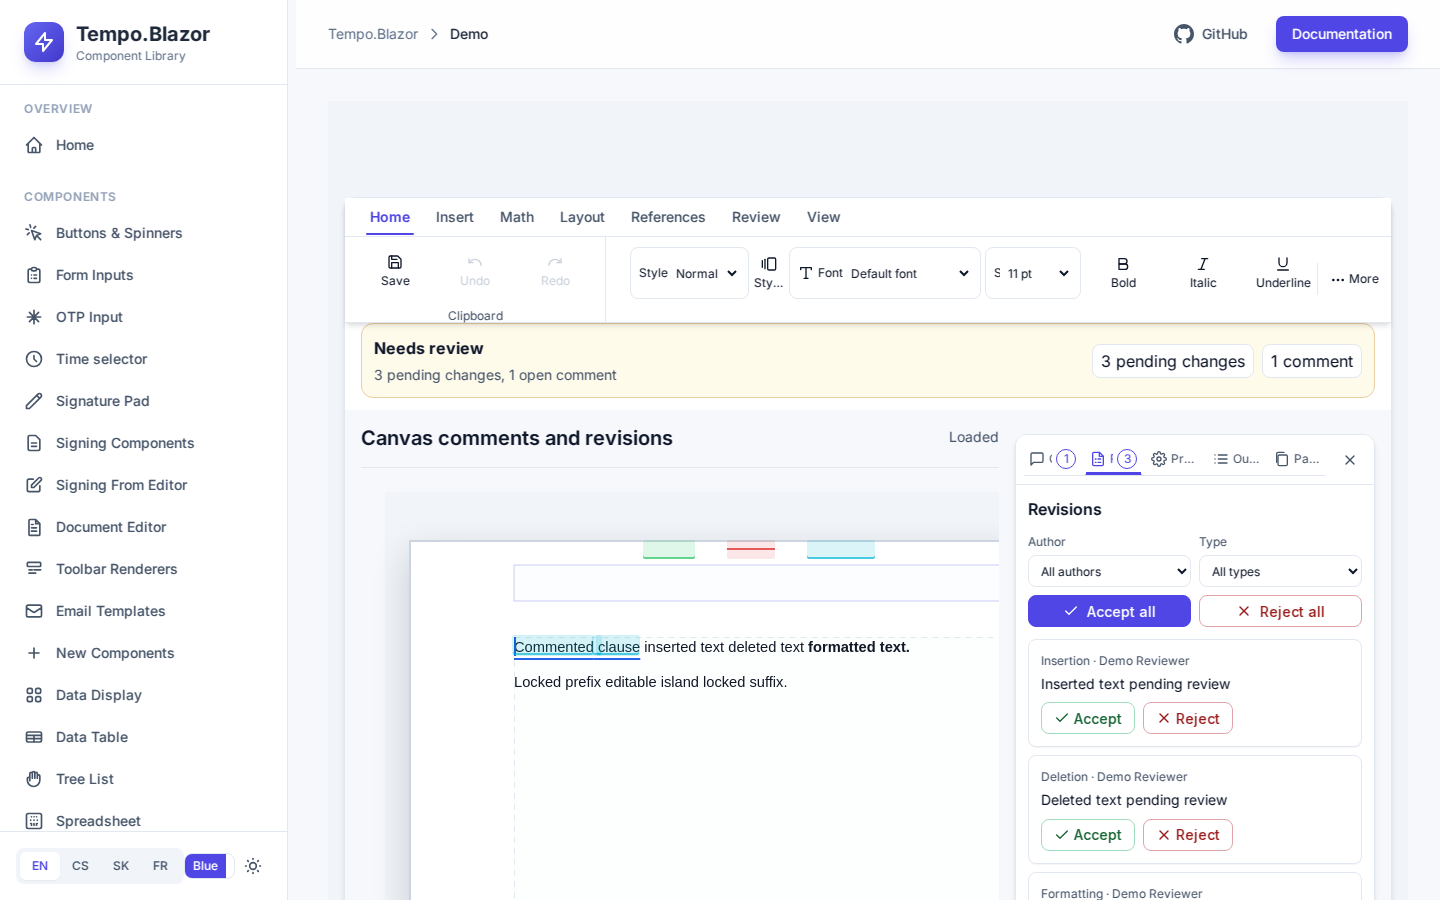 Tempo.Blazor
Component Library
OVERVIEW
Home
COMPONENTS
Buttons & Spinners
Form Inputs
OTP Input
Time selector
Signature Pad
Signing Components
Signing From Editor
Document Editor
Toolbar Renderers
Email Templates
New Components
Data Display
Data Table
Tree List
Spreadsheet
EN CS SK FR Blue
Tempo.Blazor > Demo
GitHub
Documentation
Home Insert Math Layout References Review View
Save Undo Redo
Clipboard
Style Normal
Sty...
Font Default font
S 11 pt
Bold Italic Underline
... More
Needs review
3 pending changes, 1 open comment
3 pending changes 1 comment
Canvas comments and revisions
Loaded
Commented clause inserted text deleted text formatted text.
Locked prefix editable island locked suffix.
1 3 Pr... Ou... Pa...
Revisions
Author Type
All authors All types
Accept all Reject all
Insertion · Demo Reviewer
Inserted text pending review
Accept Reject
Deletion · Demo Reviewer
Deleted text pending review
Accept Reject
Formatting · Demo Reviewer